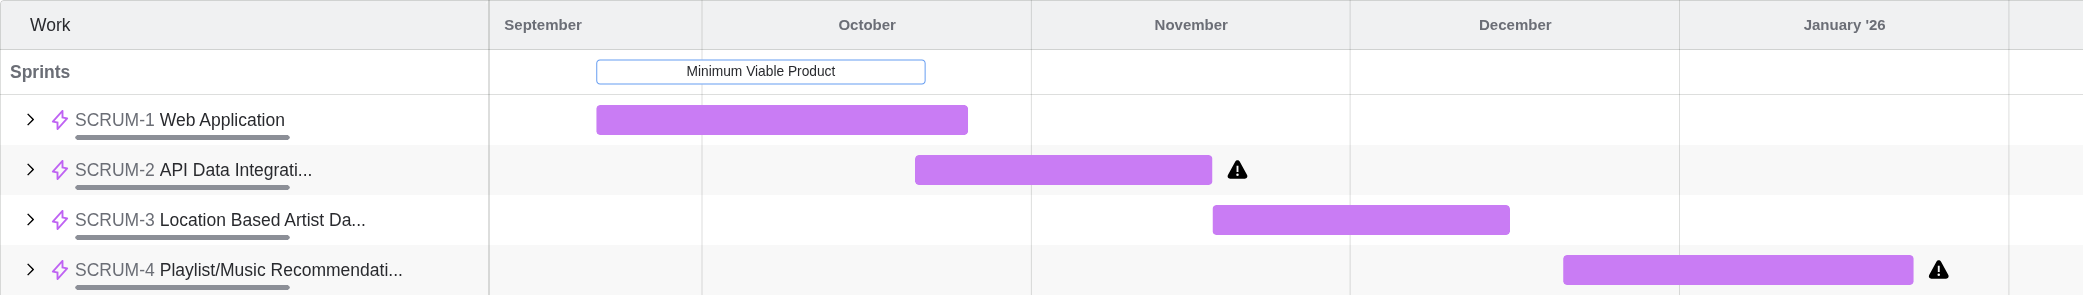 Work September October November December January '26
Sprints Minimum Viable Product
SCRUM-1 Web Application
SCRUM-2 API Data Integrati...
SCRUM-3 Location Based Artist Da...
SCRUM-4 Playlist/Music Recommendati...